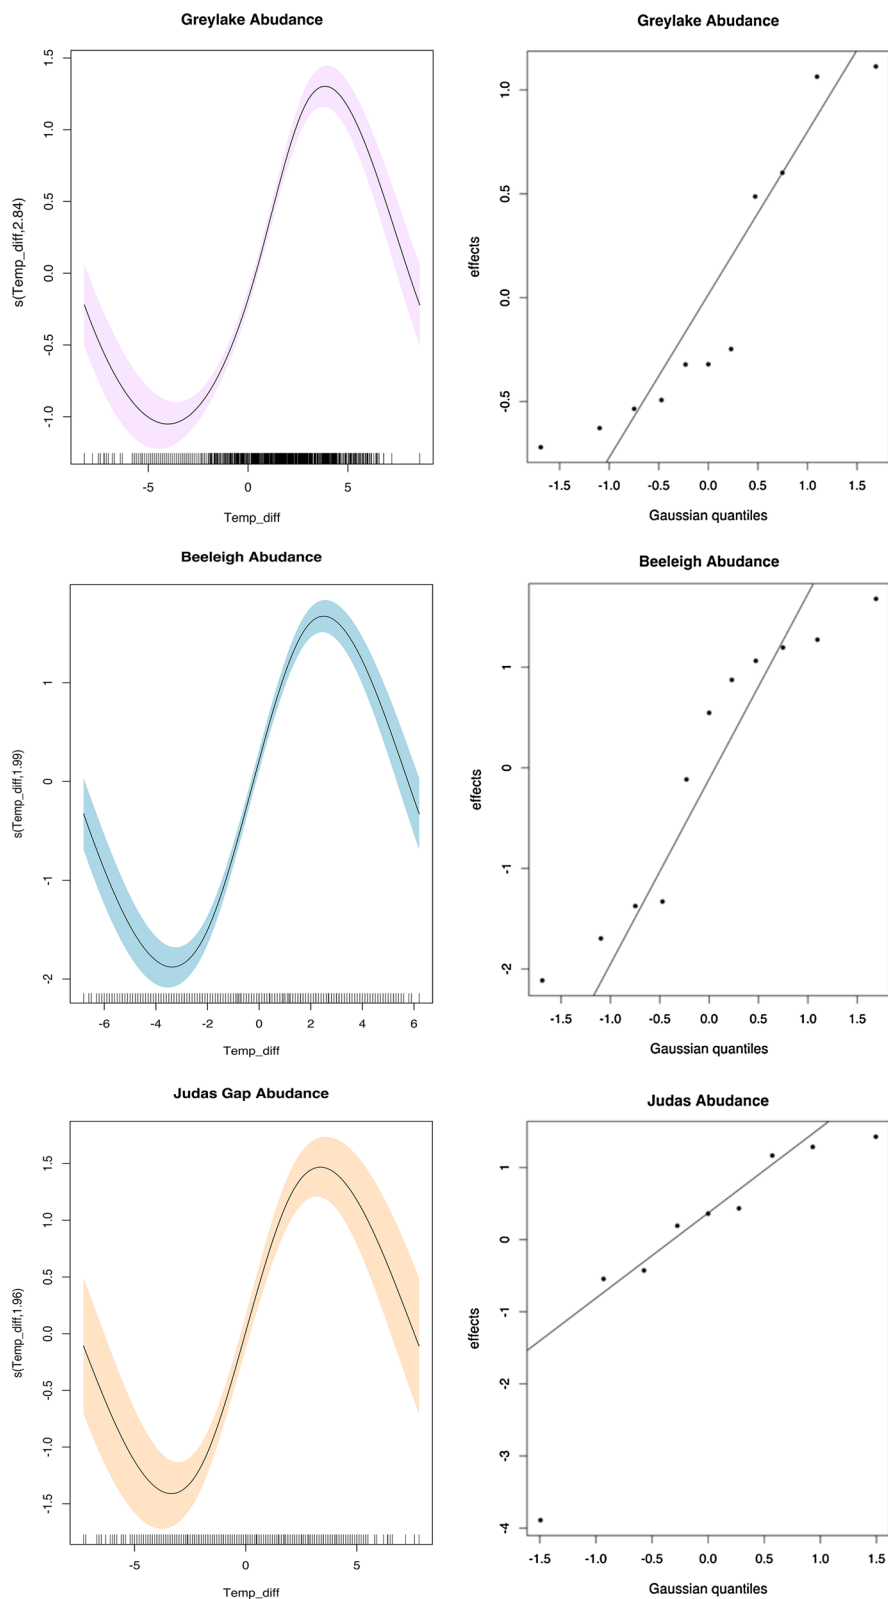 Greylake Abudance
1.5
1.0
0.5
0.0
-0.5
-1.0
s(Temp_diff,2.84)
-5 0 5
Temp_diff
Greylake Abudance
1.0
0.5
0.0
-0.5
effects
-1.5 -1.0 -0.5 0.0 0.5 1.0 1.5
Gaussian quantiles
Beeleigh Abudance
1
0
-1
-2
s(Temp_diff,1.99)
-6 -4 -2 0 2 4 6
Temp_diff
Beeleigh Abudance
1
0
-1
-2
effects
-1.5 -1.0 -0.5 0.0 0.5 1.0 1.5
Gaussian quantiles
Judas Gap Abudance
1.5
1.0
0.5
0.0
-0.5
-1.0
-1.5
s(Temp_diff,1.96)
-5 0 5
Temp_diff
Judas Abudance
1
0
-1
-2
-3
-4
effects
-1.5 -1.0 -0.5 0.0 0.5 1.0 1.5
Gaussian quantiles